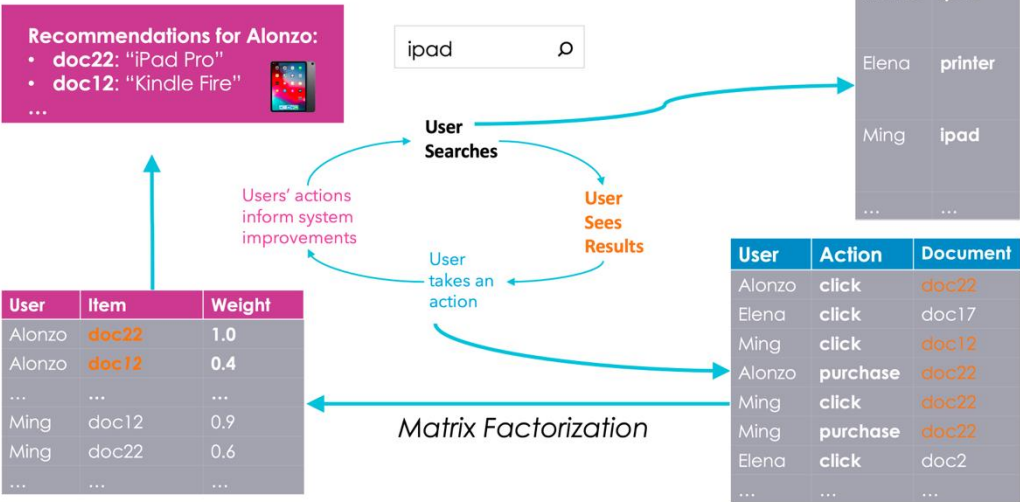 Recommendations for Alonzo:
• doc22: “iPad Pro”
• doc12: “Kindle Fire”
...
ipad
Elena printer
Ming ipad
... ...
User
Searches
User
Sees
Results
User
takes an
action
Users’ actions
inform system
improvements
User Action Document
Alonzo click doc22
Elena click doc17
Ming click doc12
Alonzo purchase doc22
Ming click doc22
Ming purchase doc22
Elena click doc2
... ... ...
Matrix Factorization
User Item Weight
Alonzo doc22 1.0
Alonzo doc12 0.4
... ... ...
Ming doc12 0.9
Ming doc22 0.6
... ... ...